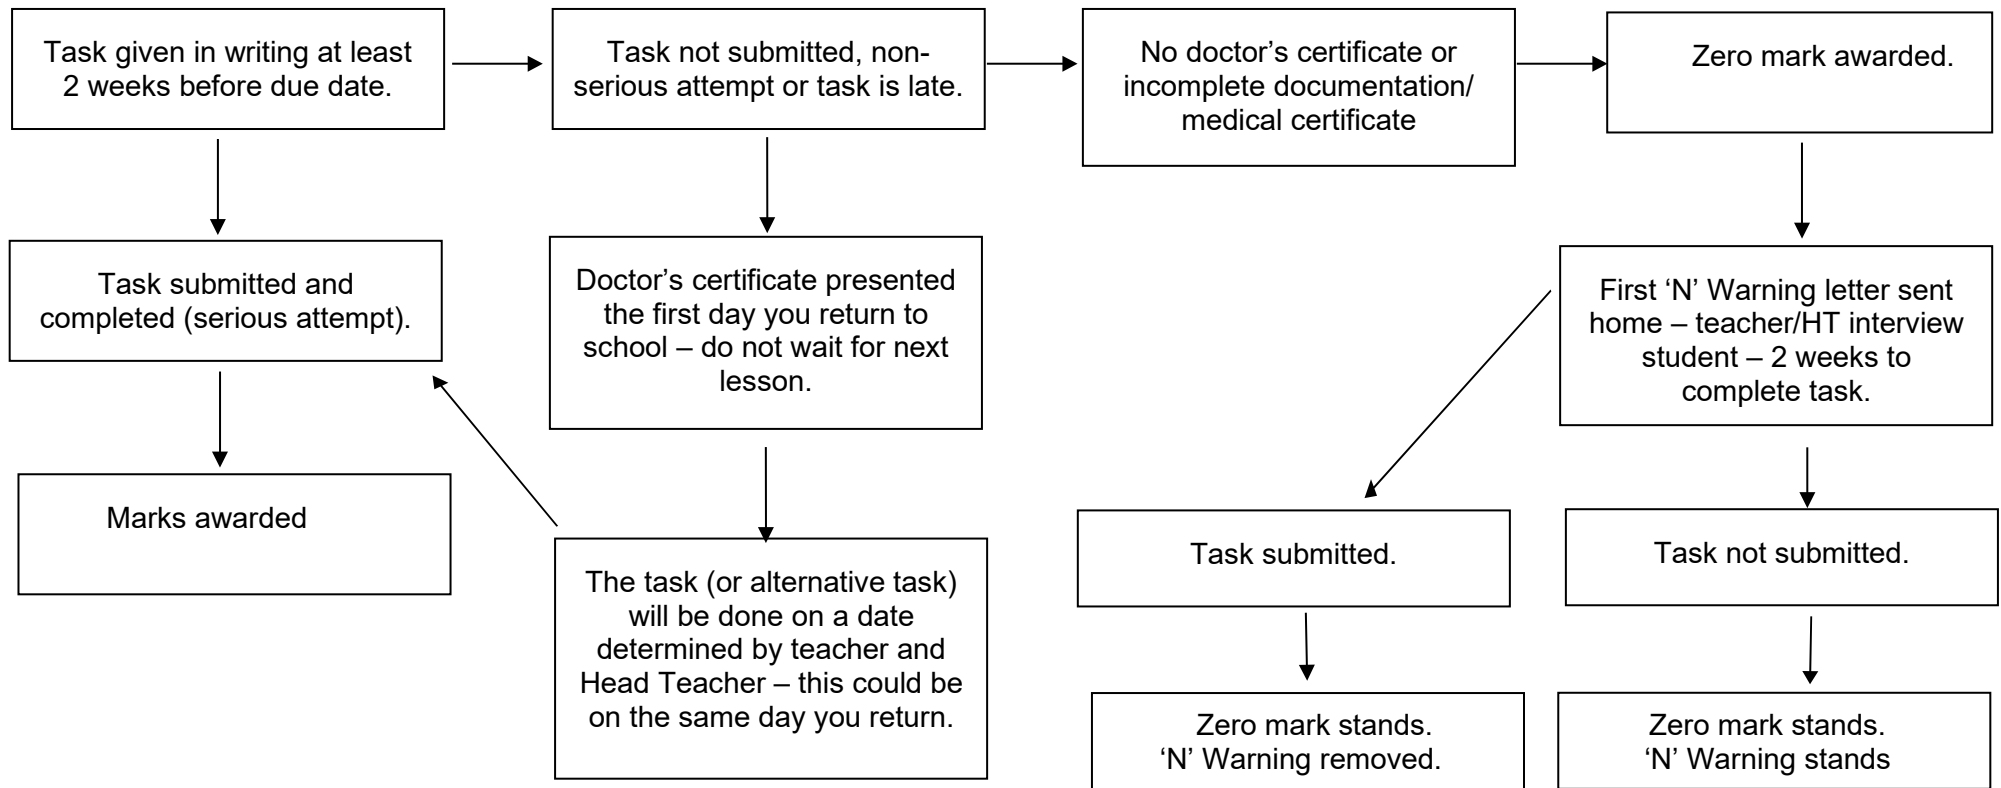 Task given in writing at least
2 weeks before due date.
Task not submitted, non-
serious attempt or task is late.
No doctor’s certificate or
incomplete documentation/
medical certificate
Zero mark awarded.
Task submitted and
completed (serious attempt).
Doctor’s certificate presented
the first day you return to
school – do not wait for next
lesson.
First ‘N’ Warning letter sent
home – teacher/HT interview
student – 2 weeks to
complete task.
Marks awarded
The task (or alternative task)
will be done on a date
determined by teacher and
Head Teacher – this could be
on the same day you return.
Task submitted.
Task not submitted.
Zero mark stands.
‘N’ Warning removed.
Zero mark stands.
‘N’ Warning stands